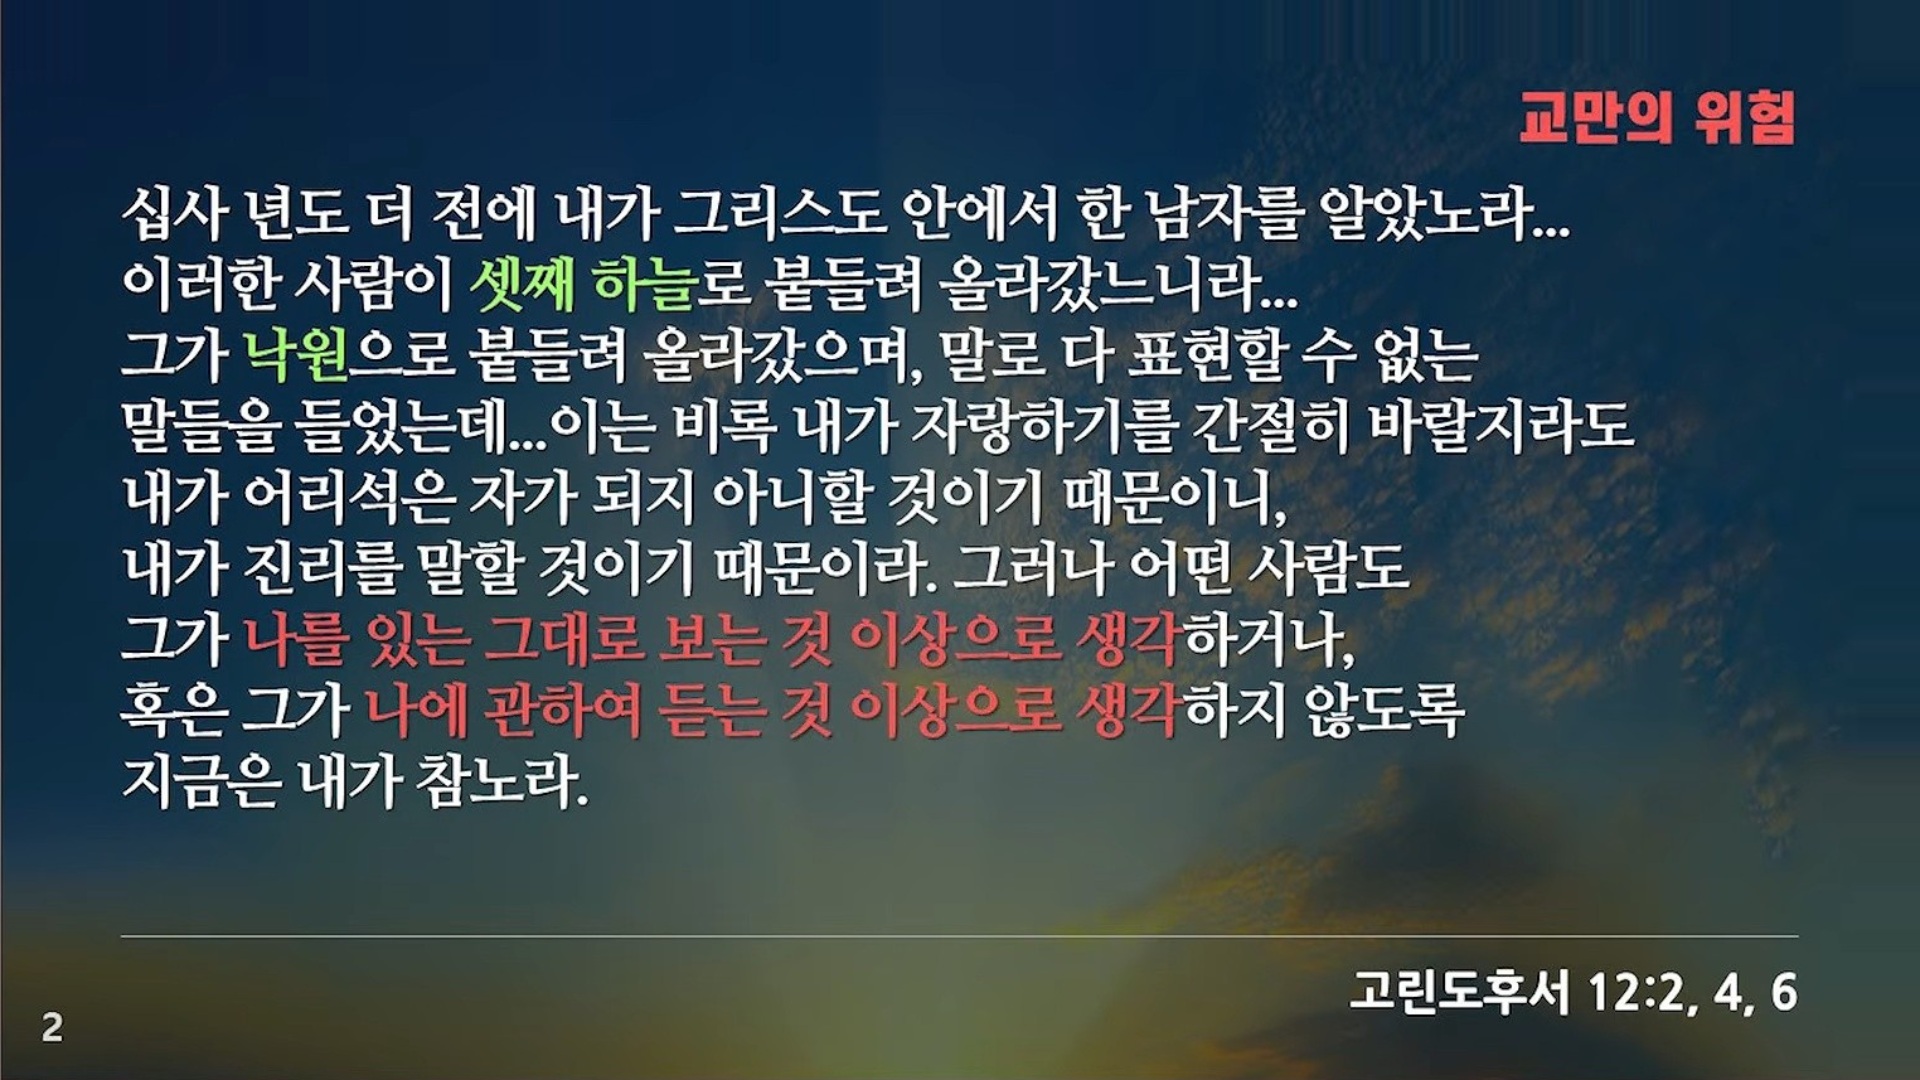 교만의 위험
십사 년도 더 전에 내가 그리스도 안에서 한 남자를 알았노라...
이러한 사람이 셋째 하늘로 붙들려 올라갔느니라...
그가 낙원으로 붙들려 올라갔으며, 말로 다 표현할 수 없는
말들을 들었는데...이는 비록 내가 자랑하기를 간절히 바랄지라도
내가 어리석은 자가 되지 아니할 것이기 때문이니,
내가 진리를 말할 것이기 때문이라. 그러나 어떤 사람도
그가 나를 있는 그대로 보는 것 이상으로 생각하거나,
혹은 그가 나에 관하여 듣는 것 이상으로 생각하지 않도록
지금은 내가 참노라.
고린도후서 12:2, 4, 6
2